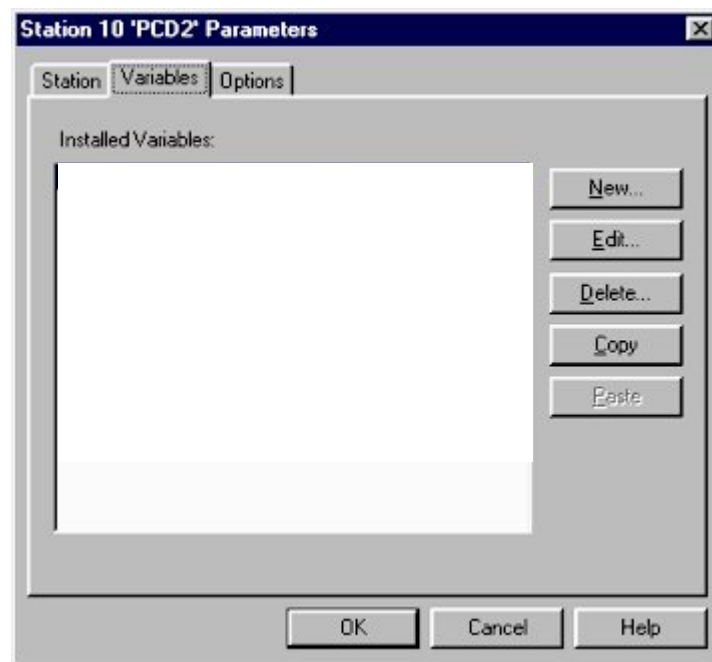 Station 10 'PCD2' Parameters
Station Variables Options
Installed Variables:
New...
Edit...
Delete...
Copy
Paste
OK Cancel Help